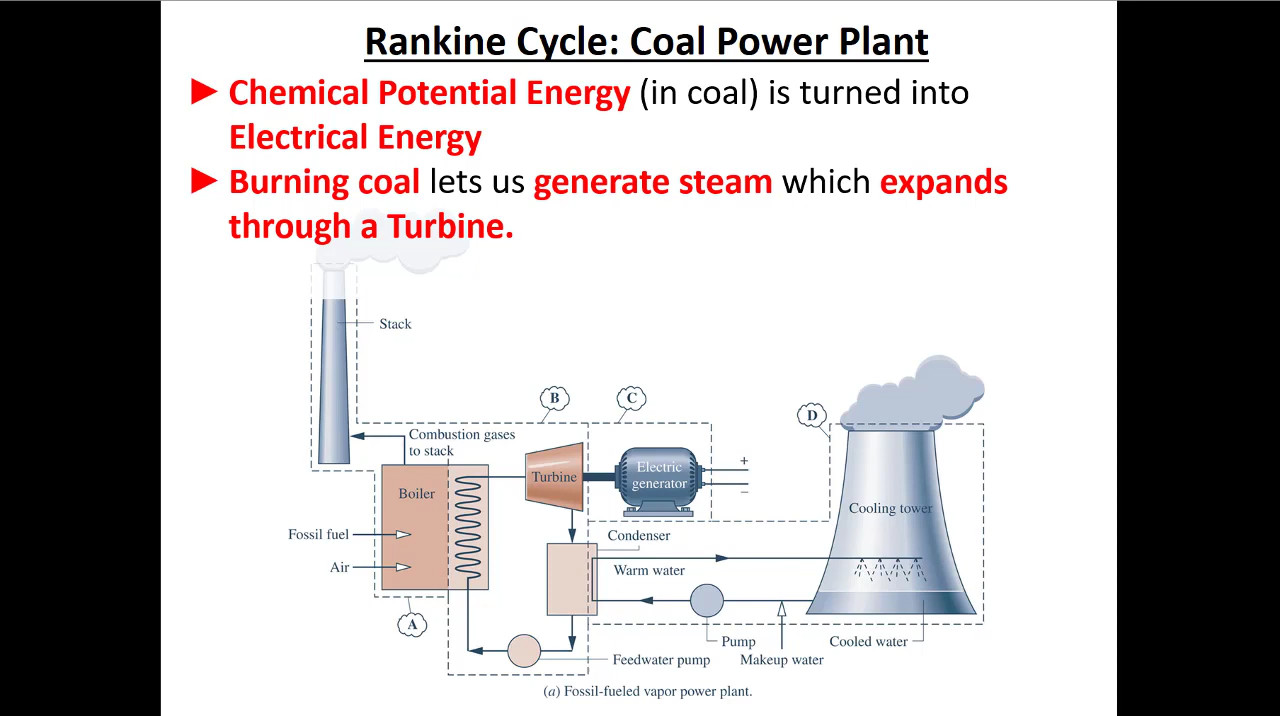 Rankine Cycle: Coal Power Plant
► Chemical Potential Energy (in coal) is turned into
Electrical Energy
► Burning coal lets us generate steam which expands
through a Turbine.
Stack
B
C
D
Combustion gases
to stack
+
Turbine
Electric
generator
−
Boiler
Cooling tower
Fossil fuel
Condenser
Air
Warm water
A
Pump
Cooled water
Feedwater pump
Makeup water
(a) Fossil-fueled vapor power plant.